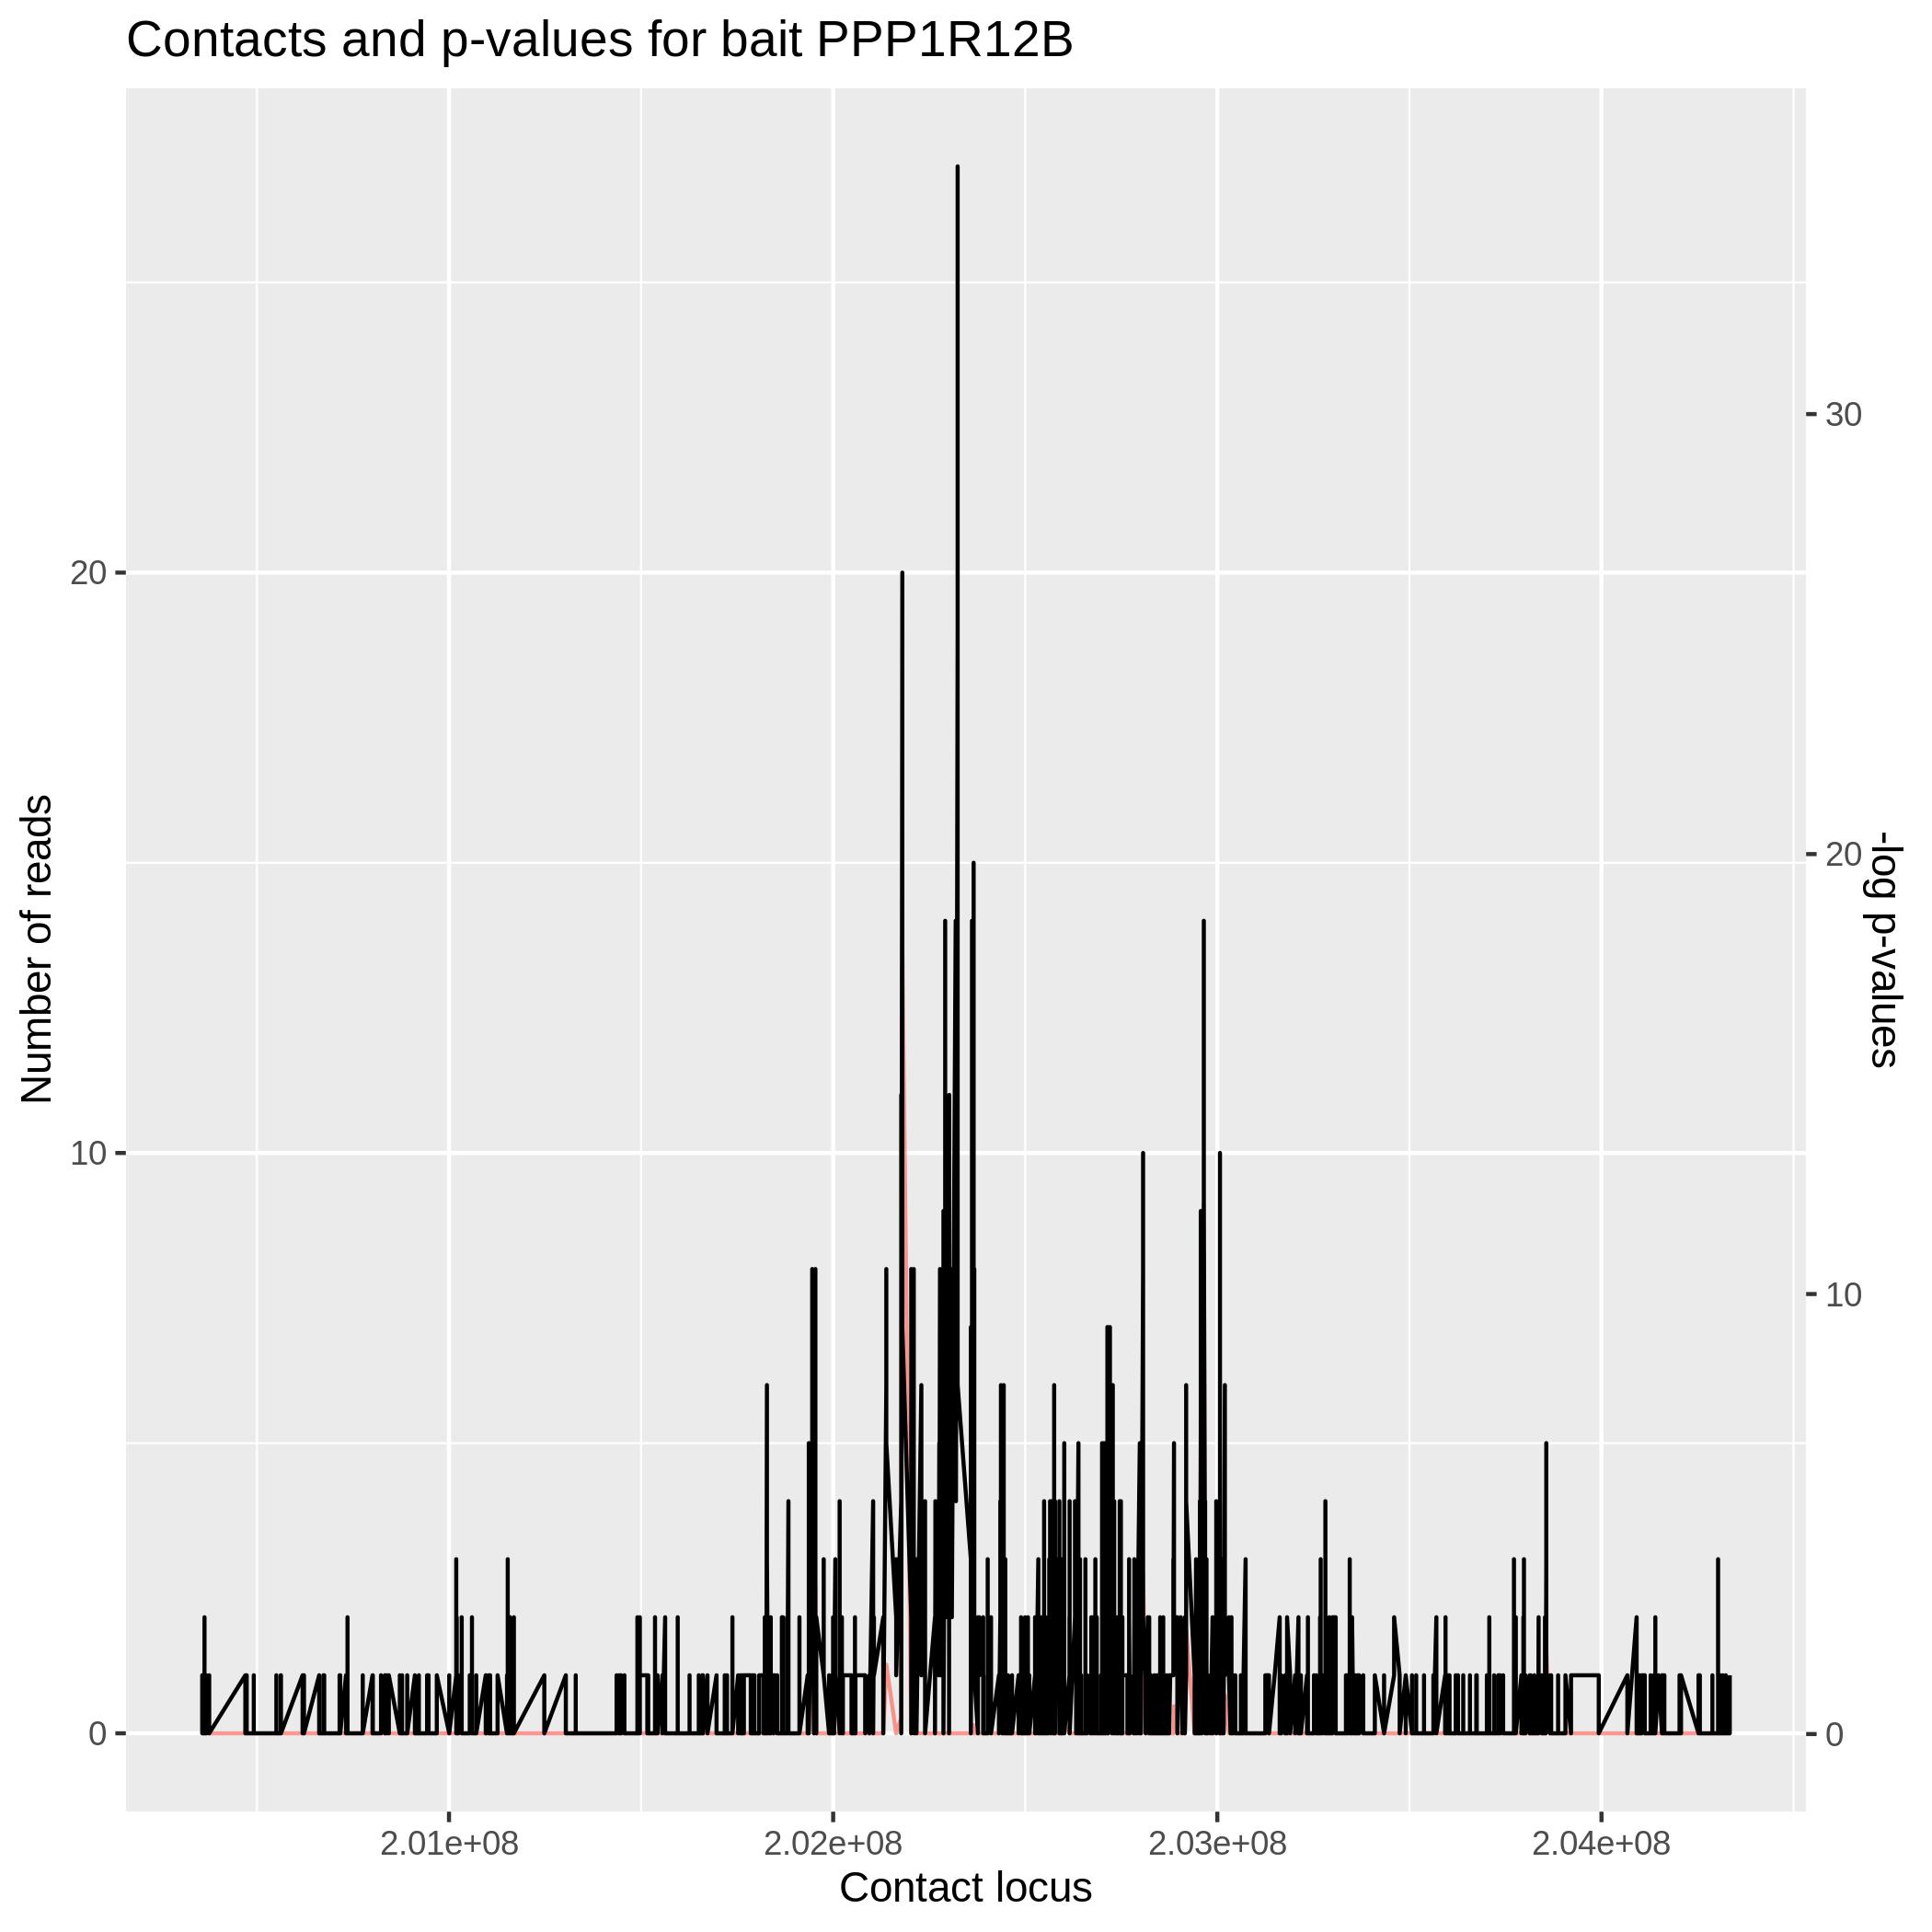 Contacts and p-values for bait PPP1R12B
30
20
20
10
10
0
0
Number of reads
-log p-values
2.01e+08 2.02e+08 2.03e+08 2.04e+08
Contact locus